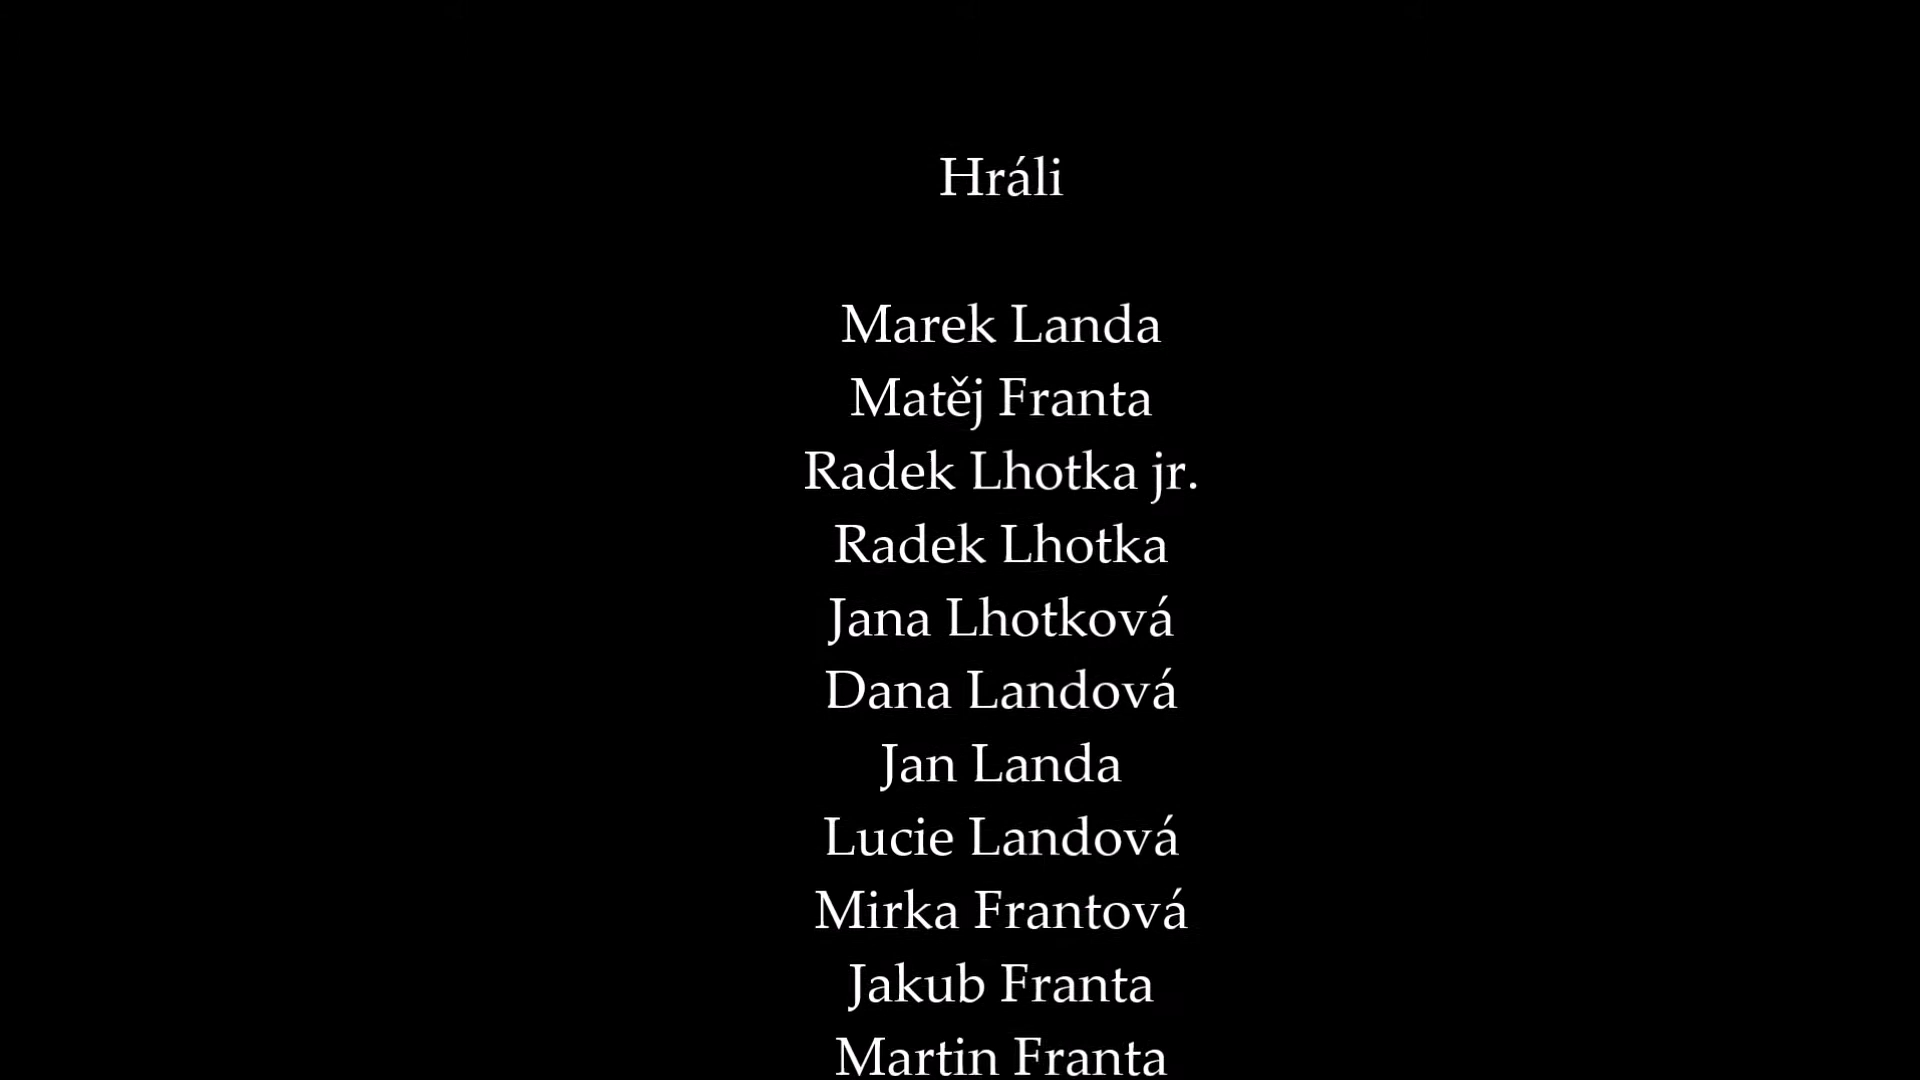 Hráli
Marek Landa
Matěj Franta
Radek Lhotka jr.
Radek Lhotka
Jana Lhotková
Dana Landová
Jan Landa
Lucie Landová
Mirka Frantová
Jakub Franta
Martin Franta